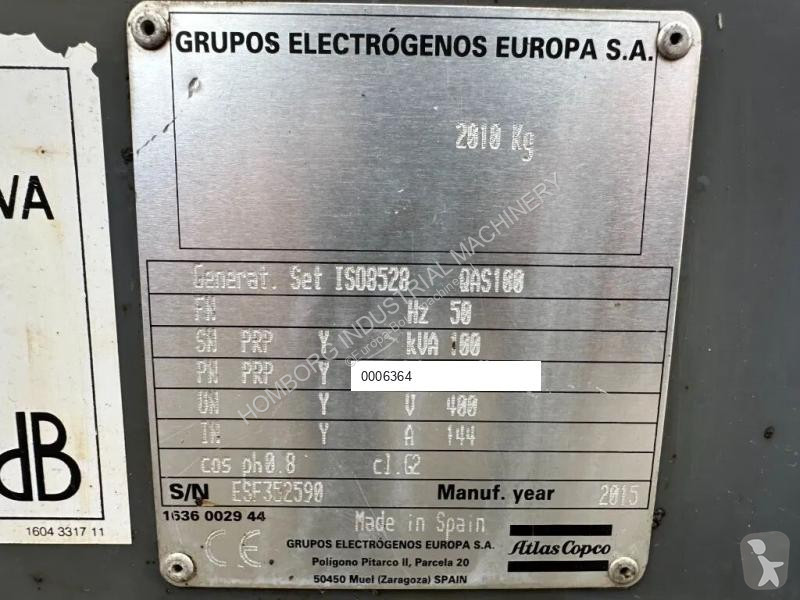 GRUPOS ELECTRÓGENOS EUROPA S.A.
2010 Kg
VA
Generat. Set ISO8528 QAS100
FN Hz 50
SN PRP Y kVA 100
PN PRP Y 0006364
UN Y V 400
IN Y A 144
cos ph0.8 cl.G2
S/N ESF352590 Manuf. year 2015
1636 0029 44 Made in Spain
CE GRUPOS ELECTRÓGENOS EUROPA S.A.
Polígono Pitarco II, Parcela 20
50450 Muel (Zaragoza) SPAIN
Atlas Copco
dB
1604 3317 11
HOMBORG INDUSTRIAL MACHINERY